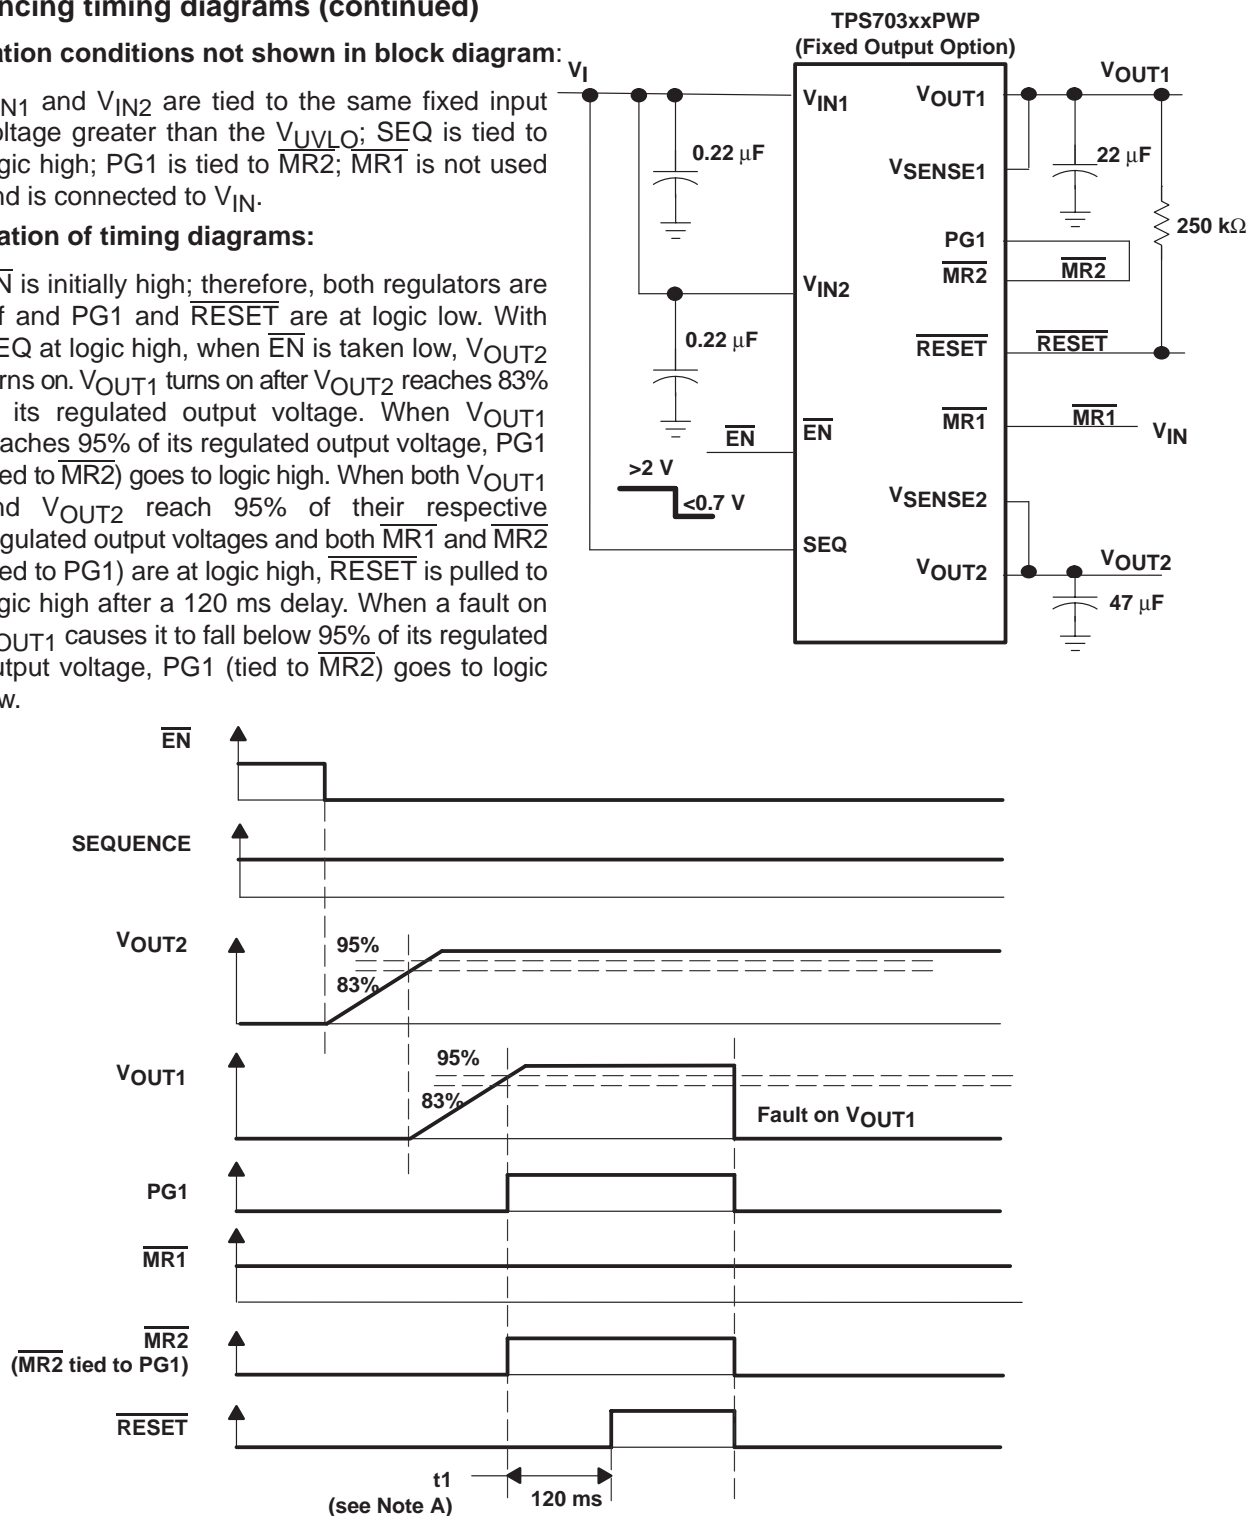 ncing timing diagrams (continued)
ation conditions not shown in block diagram:
IN1 and VIN2 are tied to the same fixed input
oltage greater than the VUVLO; SEQ is tied to
gic high; PG1 is tied to MR2; MR1 is not used
nd is connected to VIN.
ation of timing diagrams:
N is initially high; therefore, both regulators are
f and PG1 and RESET are at logic low. With
EQ at logic high, when EN is taken low, VOUT2
rns on. VOUT1 turns on after VOUT2 reaches 83%
its regulated output voltage. When VOUT1
aches 95% of its regulated output voltage, PG1
ed to MR2) goes to logic high. When both VOUT1
nd VOUT2 reach 95% of their respective
gulated output voltages and both MR1 and MR2
ed to PG1) are at logic high, RESET is pulled to
gic high after a 120 ms delay. When a fault on
OUT1 causes it to fall below 95% of its regulated
utput voltage, PG1 (tied to MR2) goes to logic
w.
TPS703xxPWP
(Fixed Output Option)
VI
VIN1
VOUT1
VOUT1
0.22 μF
VSENSE1
22 μF
250 kΩ
PG1
MR2
MR2
VIN2
0.22 μF
RESET
RESET
EN
EN
MR1
MR1
VIN
>2 V
<0.7 V
VSENSE2
SEQ
VOUT2
VOUT2
47 μF
EN
SEQUENCE
VOUT2
95%
83%
VOUT1
95%
83%
Fault on VOUT1
PG1
MR1
MR2
(MR2 tied to PG1)
RESET
t1
(see Note A)
120 ms